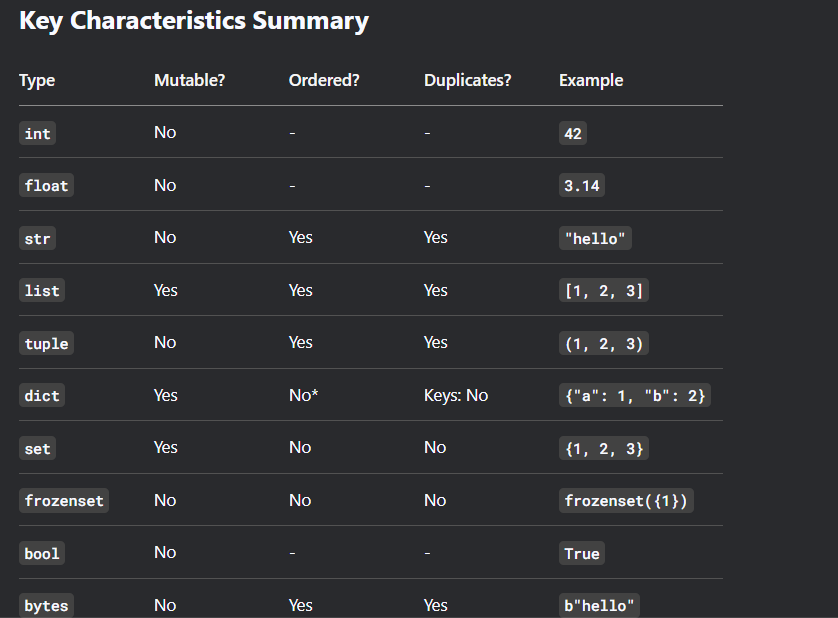 Key Characteristics Summary
Type Mutable? Ordered? Duplicates? Example
int No - - 42
float No - - 3.14
str No Yes Yes "hello"
list Yes Yes Yes [1, 2, 3]
tuple No Yes Yes (1, 2, 3)
dict Yes No* Keys: No {"a": 1, "b": 2}
set Yes No No {1, 2, 3}
frozenset No No No frozenset({1})
bool No - - True
bytes No Yes Yes b"hello"